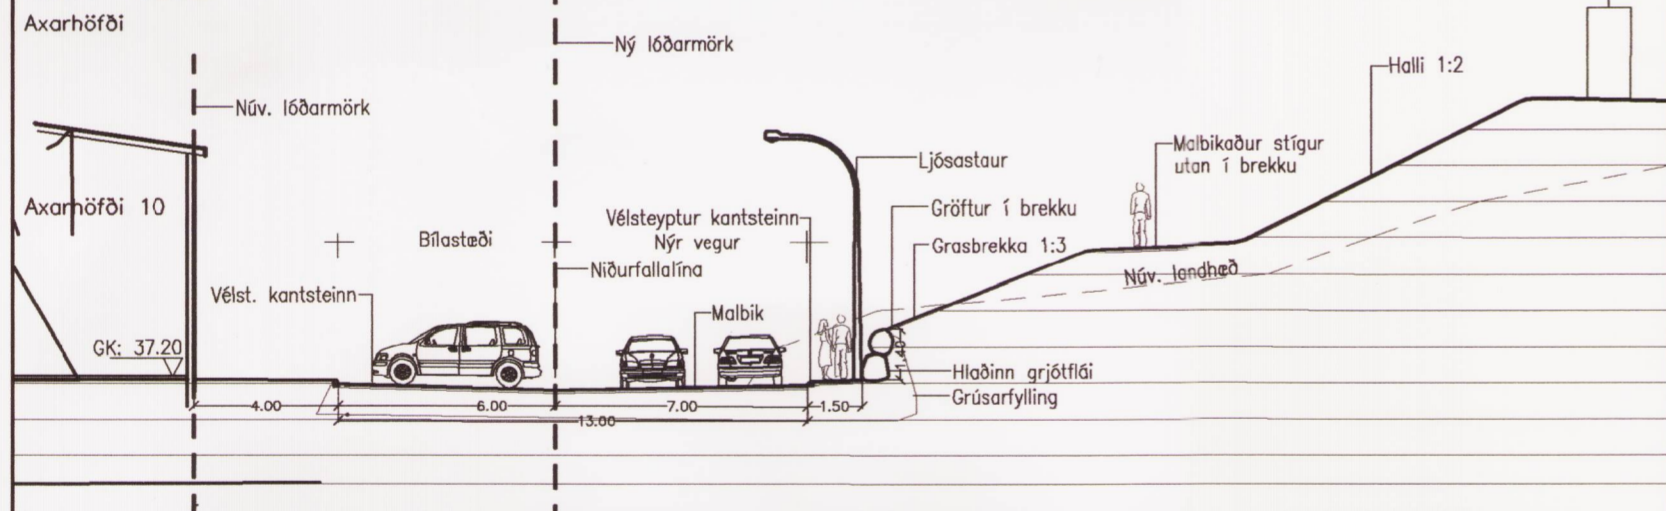 Axarhöfði
Ný lóðarmörk
Halli 1:2
Núv. lóðarmörk
Malbikaður stígur
utan í brekku
Ljósastaur
Axarhöfði 10
Gröftur í brekku
Vélsteyptur kantsteinn
Bílastæði
Nýr vegur
Grasbrekka 1:3
Niðurfallalína
Núv. landhæð
Vélst. kantsteinn
Malbik
GK: 37.20
1.40
Hlaðinn grjótflái
Grúsarfylling
4.00
6.00
7.00
1.50
13.00